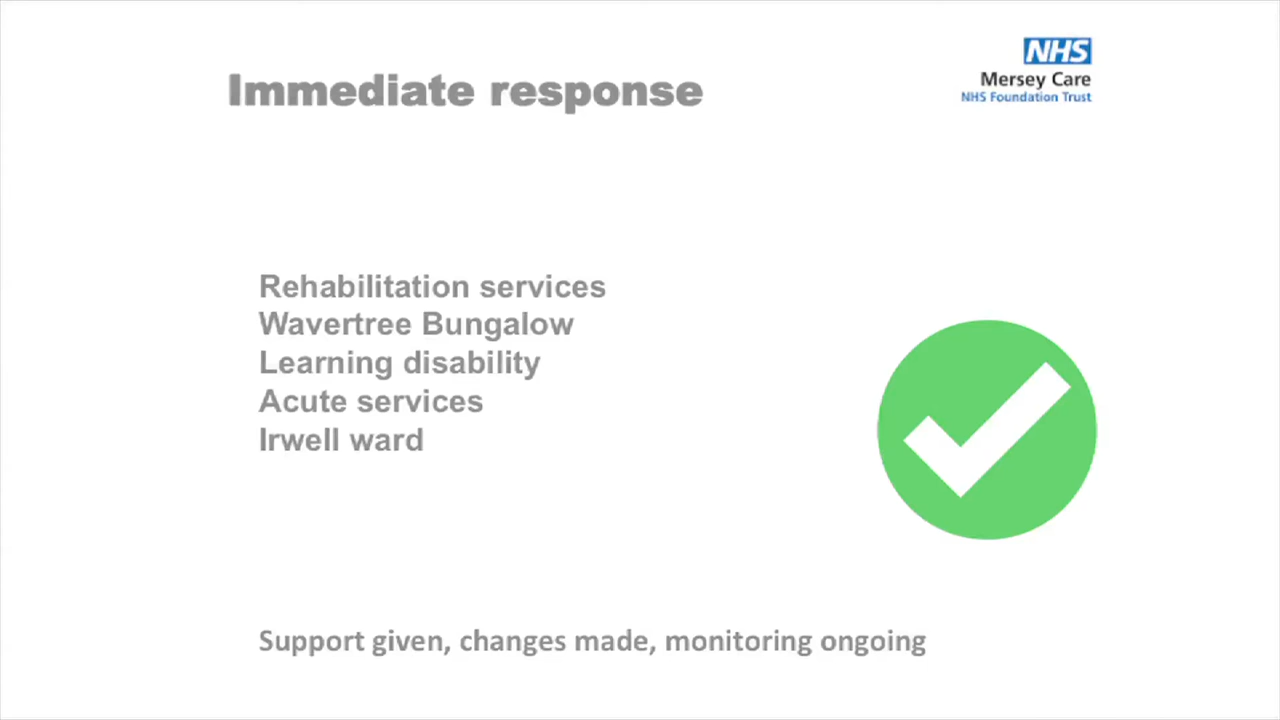 Immediate response
NHS
Mersey Care
NHS Foundation Trust
Rehabilitation services
Wavertree Bungalow
Learning disability
Acute services
Irwell ward
Support given, changes made, monitoring ongoing